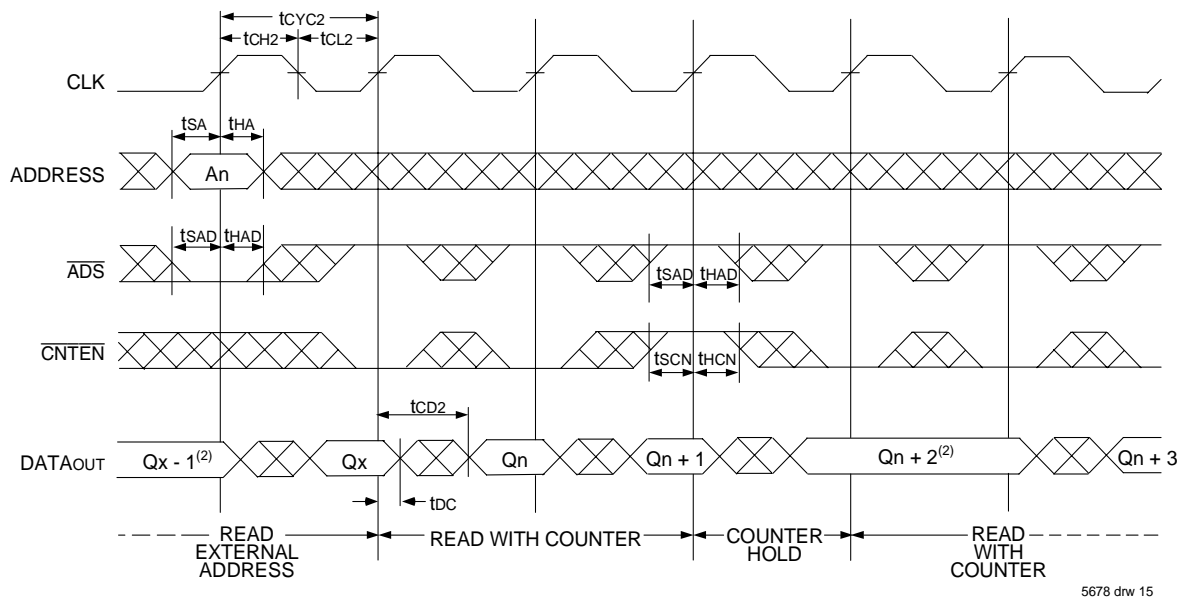 tCYC2
tCH2 tCL2
CLK
tSA tHA
ADDRESS An
tSAD tHAD
ADS tSAD tHAD
CNTEN
tSCN tHCN
tCD2
DATAOUT Qx - 1(2) Qx Qn Qn + 1 Qn + 2(2) Qn + 3
tDC
READ EXTERNAL ADDRESS
READ WITH COUNTER
COUNTER HOLD
READ WITH COUNTER
5678 drw 15